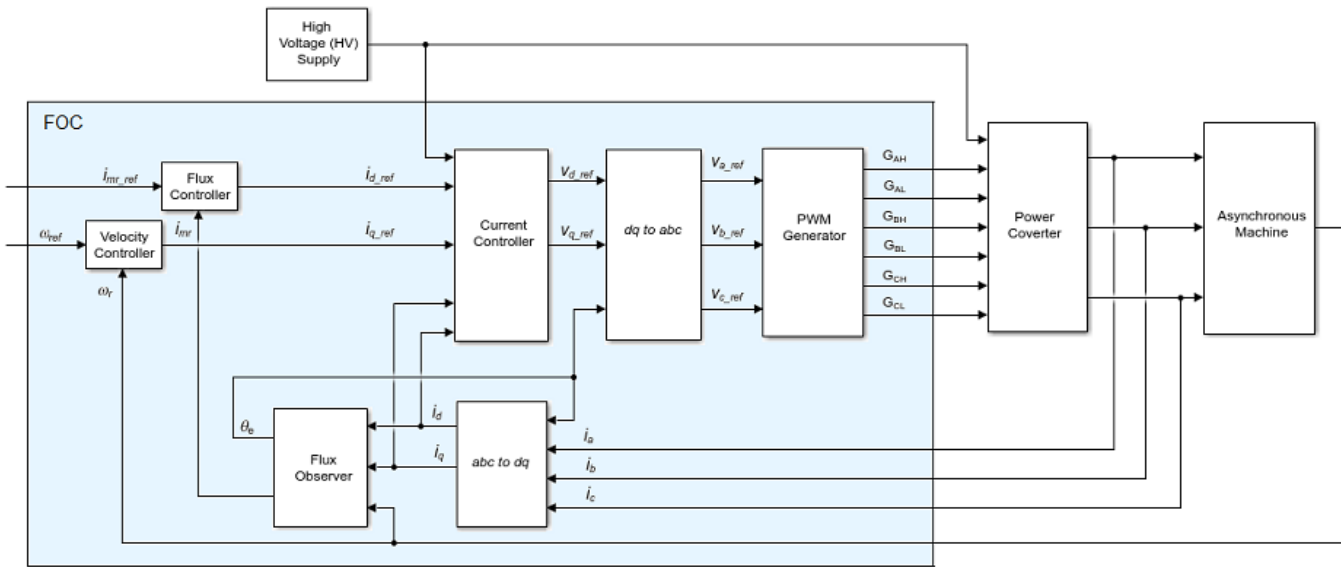 High
Voltage (HV)
Supply
FOC
i_mr_ref
Flux
Controller
i_d_ref
ω_ref
Velocity
Controller
i_mr
i_q_ref
ω_r
Current
Controller
v_d_ref
v_q_ref
dq to abc
v_a_ref
v_b_ref
v_c_ref
PWM
Generator
G_AH
G_AL
G_BH
G_BL
G_CH
G_CL
Power
Coverter
Asynchronous
Machine
θ_e
Flux
Observer
i_d
i_q
abc to dq
i_a
i_b
i_c